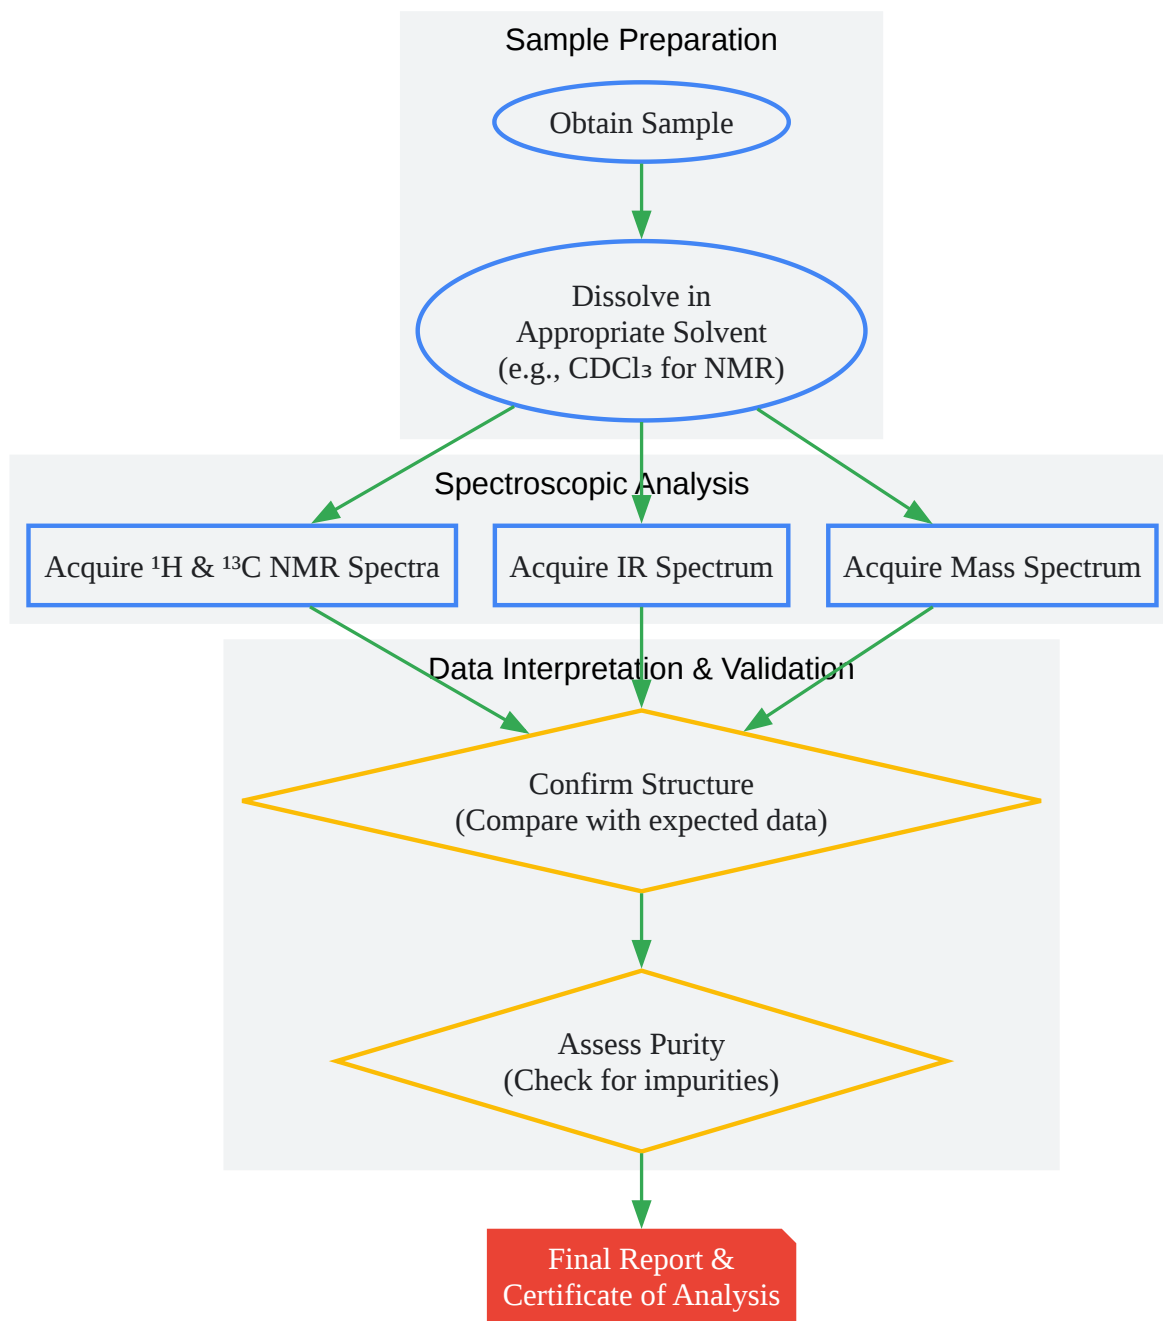 Sample Preparation
Obtain Sample
Dissolve in
Appropriate Solvent
(e.g., CDCl₃ for NMR)
Spectroscopic Analysis
Acquire ¹H & ¹³C NMR Spectra
Acquire IR Spectrum
Acquire Mass Spectrum
Data Interpretation & Validation
Confirm Structure
(Compare with expected data)
Assess Purity
(Check for impurities)
Final Report &
Certificate of Analysis